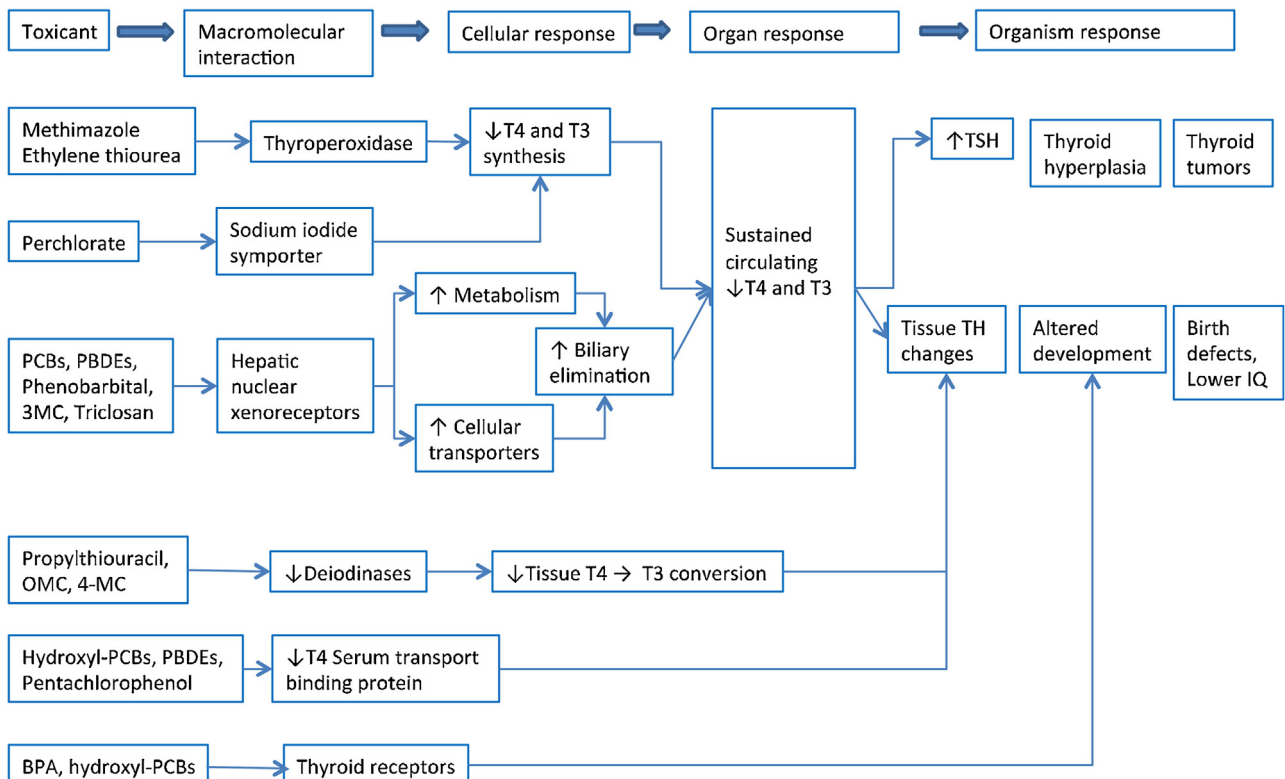 Toxicant
Macromolecular
interaction
Cellular response
Organ response
Organism response
Methimazole
Ethylene thiourea
Thyroperoxidase
↓T4 and T3
synthesis
↑TSH
Thyroid
hyperplasia
Thyroid
tumors
Perchlorate
Sodium iodide
symporter
Sustained
circulating
↓T4 and T3
PCBs, PBDEs,
Phenobarbital,
3MC, Triclosan
Hepatic
nuclear
xenoreceptors
↑ Metabolism
↑ Biliary
elimination
↑ Cellular
transporters
Tissue TH
changes
Altered
development
Birth
defects,
Lower IQ
Propylthiouracil,
OMC, 4-MC
↓Deiodinases
↓Tissue T4 → T3 conversion
Hydroxyl-PCBs, PBDEs,
Pentachlorophenol
↓T4 Serum transport
binding protein
BPA, hydroxyl-PCBs
Thyroid receptors